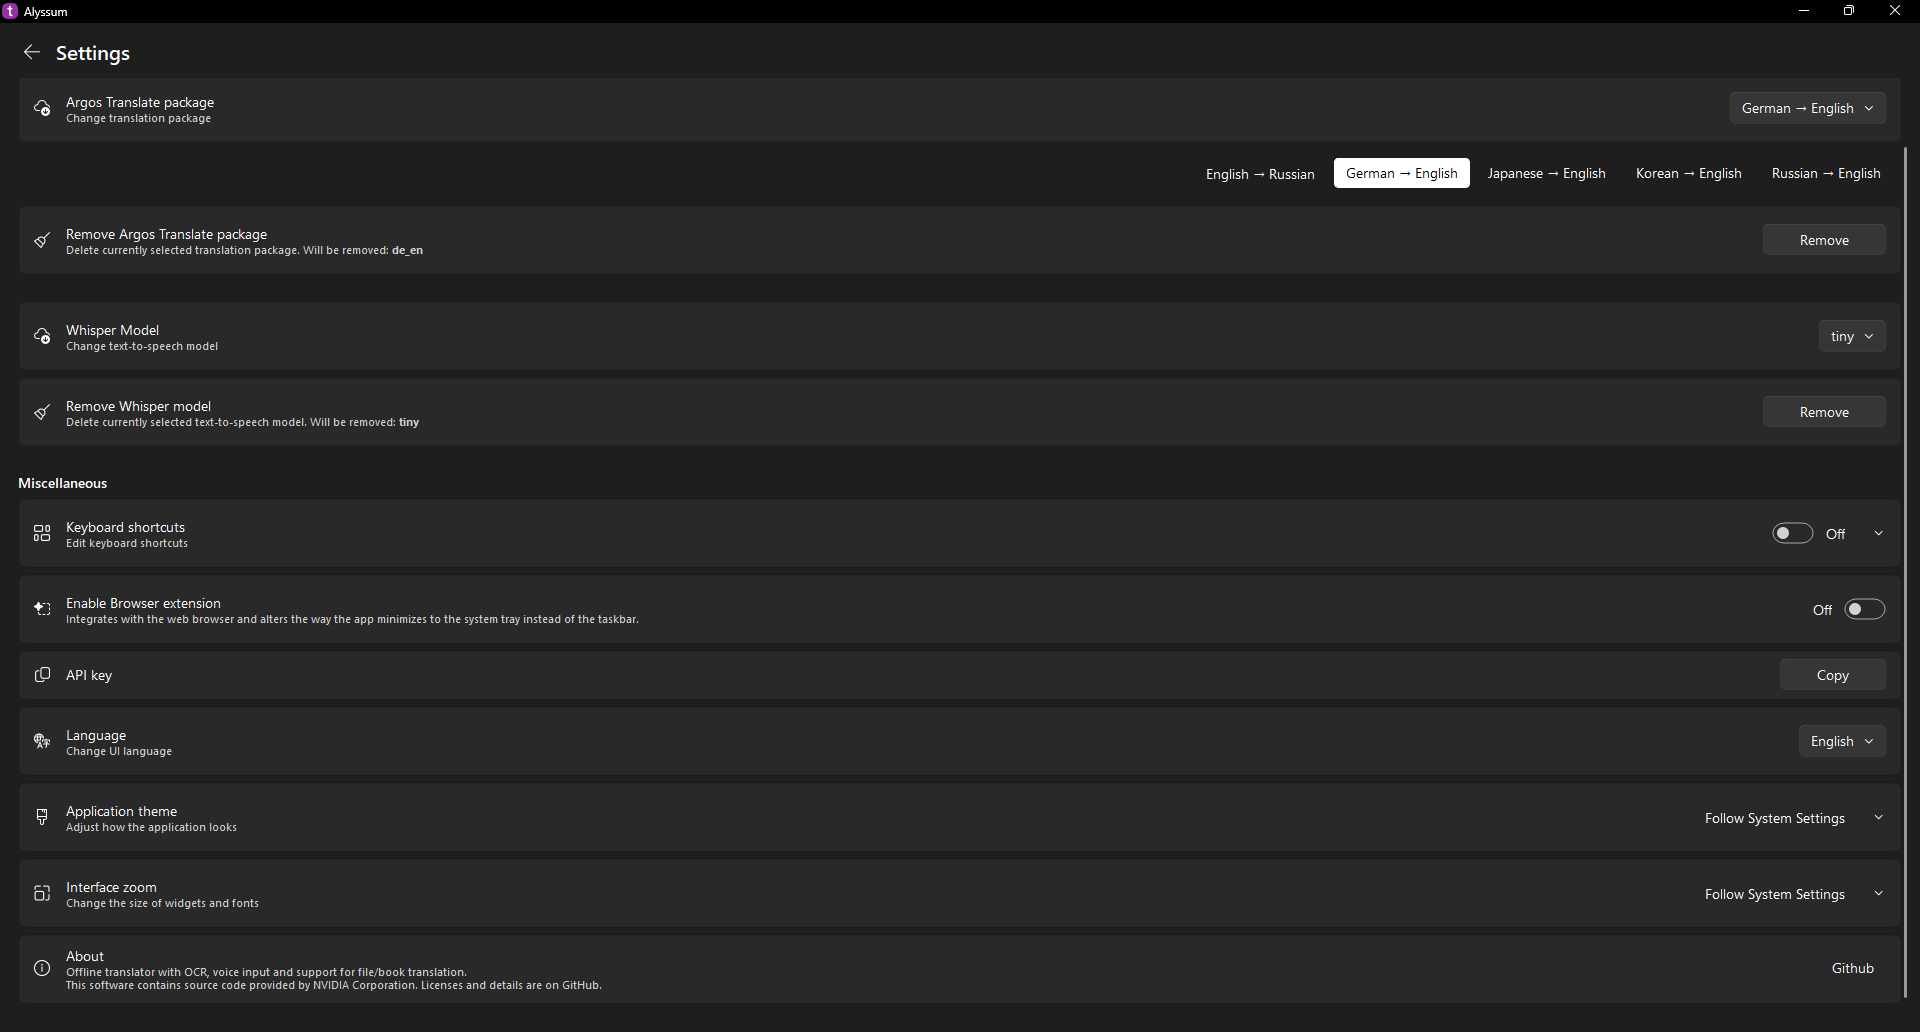 Alyssum
Settings
Argos Translate package
Change translation package
German → English
English → Russian
German → English
Japanese → English
Korean → English
Russian → English
Remove Argos Translate package
Delete currently selected translation package. Will be removed: de_en
Remove
Whisper Model
Change text-to-speech model
tiny
Remove Whisper model
Delete currently selected text-to-speech model. Will be removed: tiny
Remove
Miscellaneous
Keyboard shortcuts
Edit keyboard shortcuts
Off
Enable Browser extension
Integrates with the web browser and alters the way the app minimizes to the system tray instead of the taskbar.
Off
API key
Copy
Language
Change UI language
English
Application theme
Adjust how the application looks
Follow System Settings
Interface zoom
Change the size of widgets and fonts
Follow System Settings
About
Offline translator with OCR, voice input and support for file/book translation.
This software contains source code provided by NVIDIA Corporation. Licenses and details are on GitHub.
Github